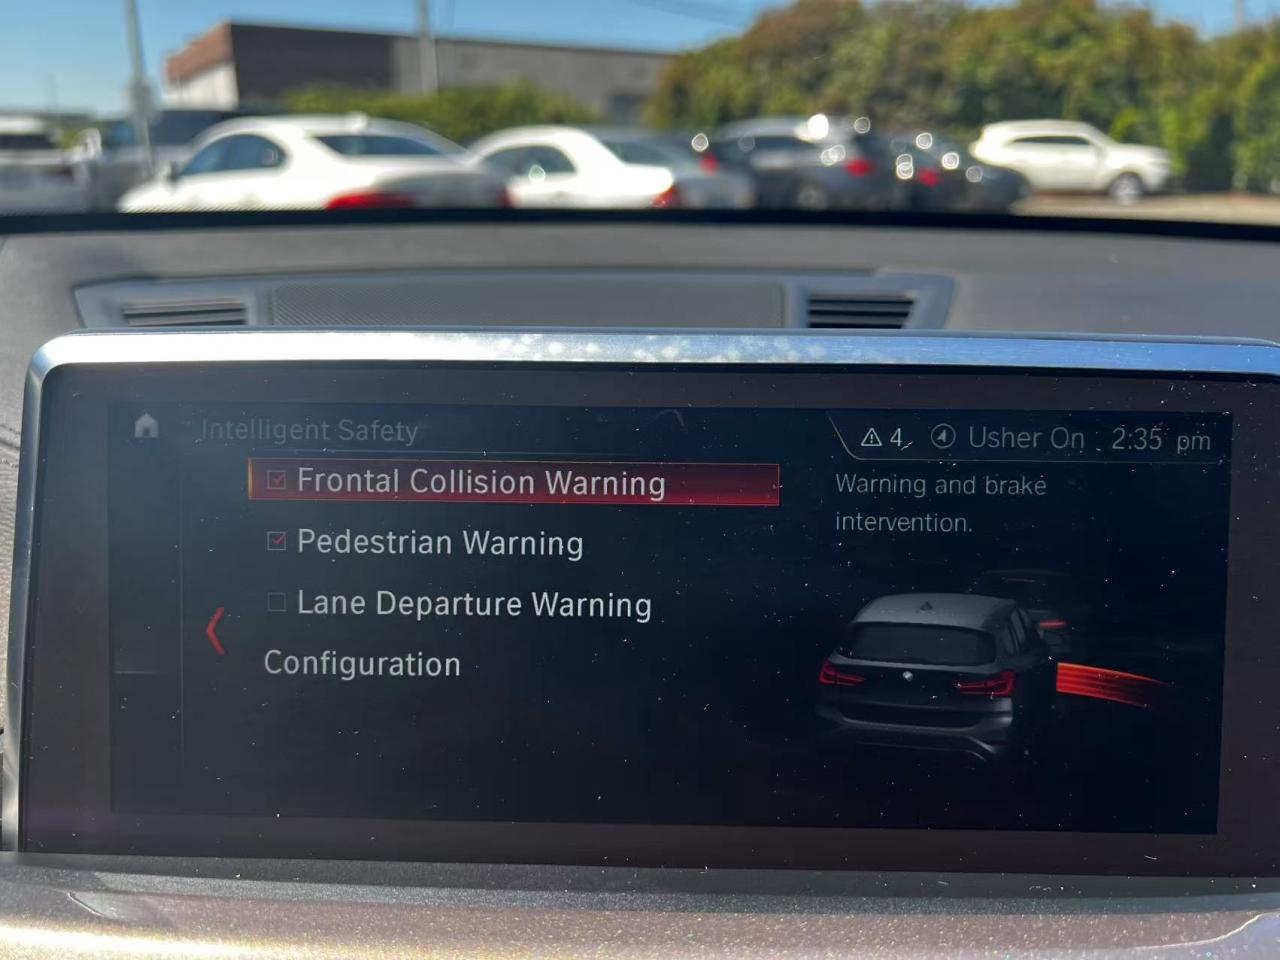 Intelligent Safety
4 Usher On 2:35 pm
Frontal Collision Warning
Pedestrian Warning
Lane Departure Warning
Configuration
Warning and brake
intervention.